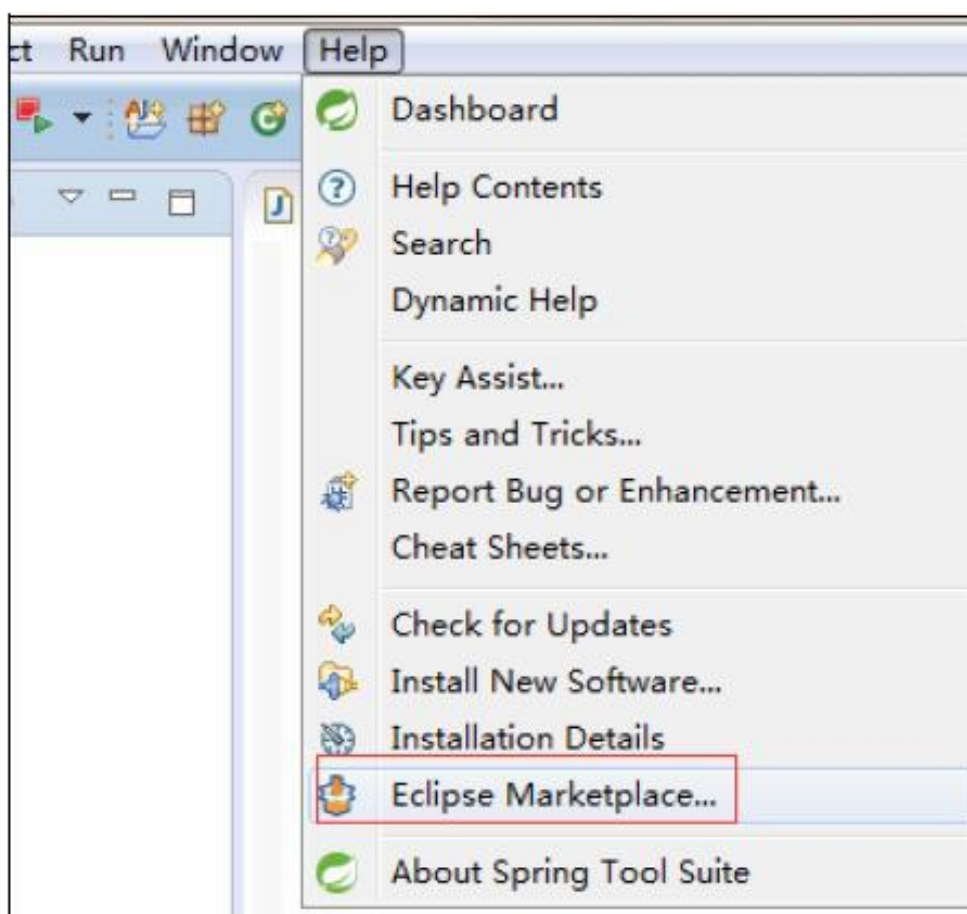 ct Run Window Help
Dashboard
Help Contents
Search
Dynamic Help
Key Assist...
Tips and Tricks...
Report Bug or Enhancement...
Cheat Sheets...
Check for Updates
Install New Software...
Installation Details
Eclipse Marketplace...
About Spring Tool Suite